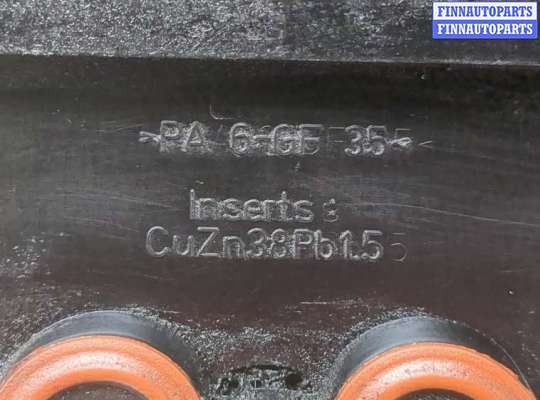 FINNAUTOPARTS
FINNAUTOPARTS
>PA 6-GF 35<
Inserts :
CuZn38Pb1.5